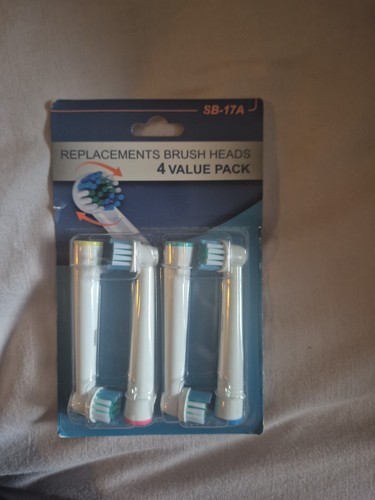 SB-17A
REPLACEMENTS BRUSH HEADS
4 VALUE PACK